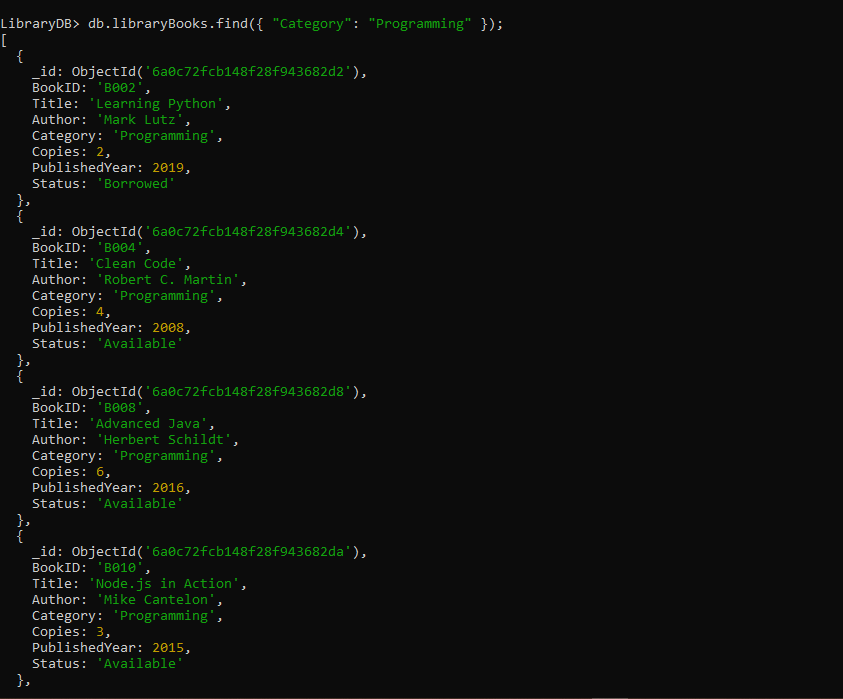 LibraryDB> db.libraryBooks.find({ "Category": "Programming" });
[
  {
    _id: ObjectId('6a0c72fcb148f28f943682d2'),
    BookID: 'B002',
    Title: 'Learning Python',
    Author: 'Mark Lutz',
    Category: 'Programming',
    Copies: 2,
    PublishedYear: 2019,
    Status: 'Borrowed'
  },
  {
    _id: ObjectId('6a0c72fcb148f28f943682d4'),
    BookID: 'B004',
    Title: 'Clean Code',
    Author: 'Robert C. Martin',
    Category: 'Programming',
    Copies: 4,
    PublishedYear: 2008,
    Status: 'Available'
  },
  {
    _id: ObjectId('6a0c72fcb148f28f943682d8'),
    BookID: 'B008',
    Title: 'Advanced Java',
    Author: 'Herbert Schildt',
    Category: 'Programming',
    Copies: 6,
    PublishedYear: 2016,
    Status: 'Available'
  },
  {
    _id: ObjectId('6a0c72fcb148f28f943682da'),
    BookID: 'B010',
    Title: 'Node.js in Action',
    Author: 'Mike Cantelon',
    Category: 'Programming',
    Copies: 3,
    PublishedYear: 2015,
    Status: 'Available'
  },